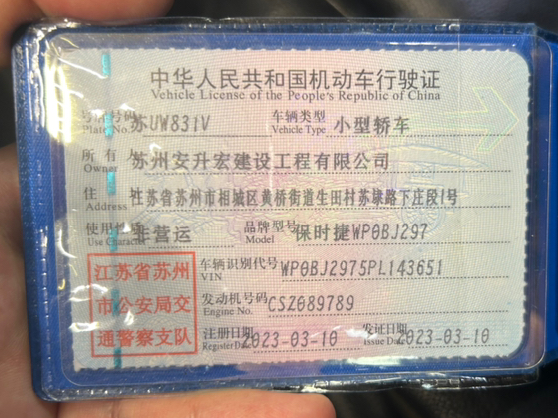 中华人民共和国机动车行驶证
Vehicle License of the People's Republic of China
号牌号码 苏UW831V 车辆类型 小型轿车
Plate No. Vehicle Type
所有人 苏州安升宏建设工程有限公司
Owner
住 江苏省苏州市相城区黄桥街道生田村苏埭路下庄段1号
Address
使用性质 非营运 品牌型号 保时捷WP0BJ297
Use Character Model
江苏省苏州
市公安局交
通警察支队
车辆识别代号 WP0BJ2975PL143651
VIN
发动机号码 CSZ089789
Engine No.
注册日期 2023-03-10 发证日期 2023-03-10
Register Date Issue Date